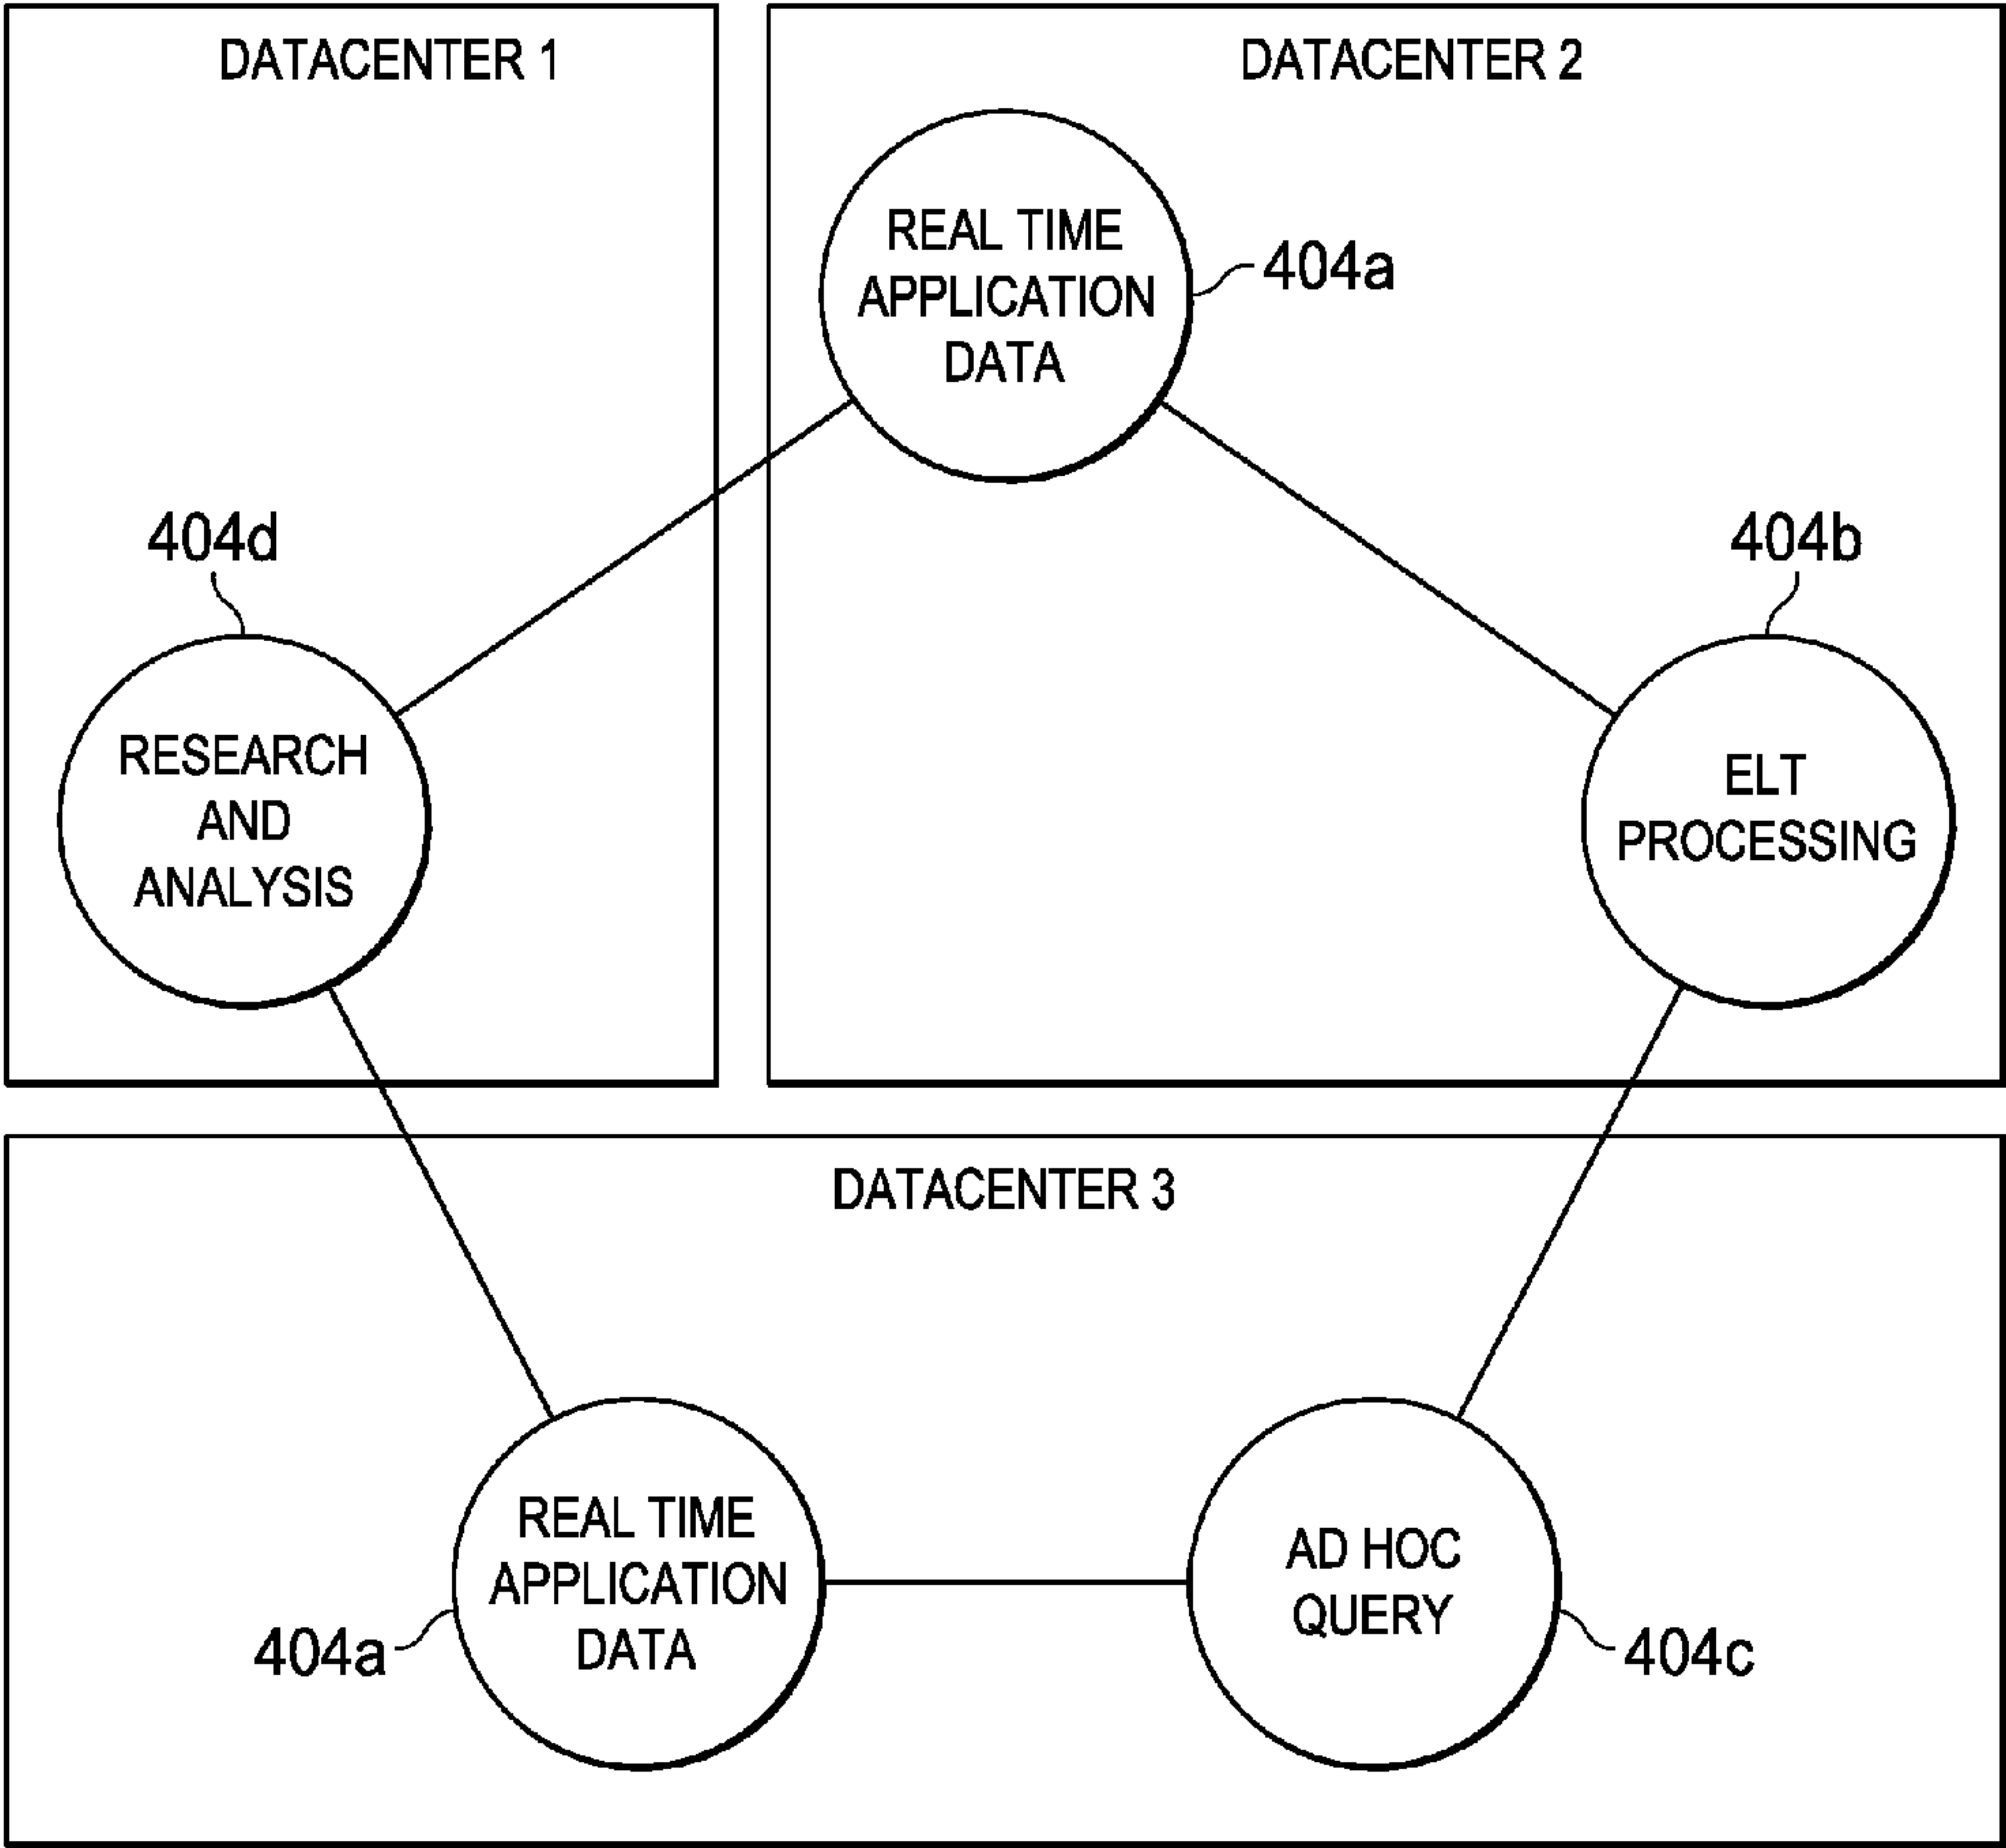 DATACENTER 1
DATACENTER 2
REAL TIME
APPLICATION
DATA
404a
404d
404b
RESEARCH
AND
ANALYSIS
ELT
PROCESSING
DATACENTER 3
REAL TIME
APPLICATION
DATA
404a
AD HOC
QUERY
404c